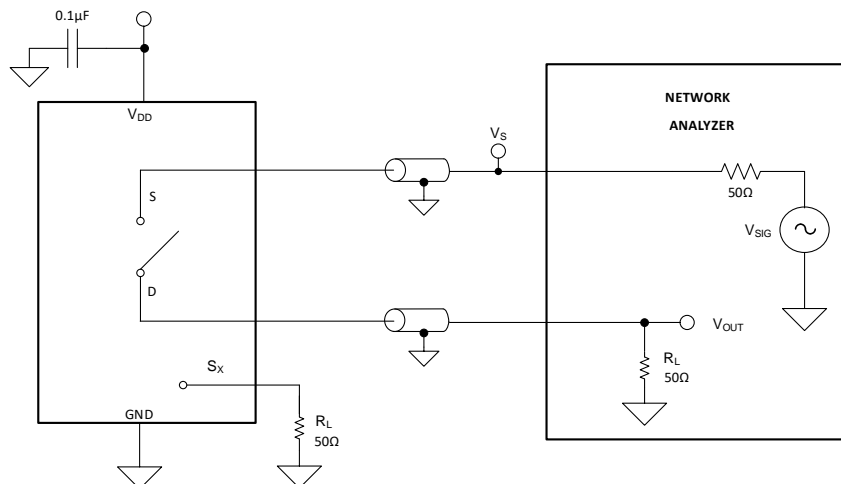 0.1µF
VDD
NETWORK
ANALYZER
VS
S
50Ω
VSIG
D
VOUT
SX
RL
50Ω
GND
RL
50Ω